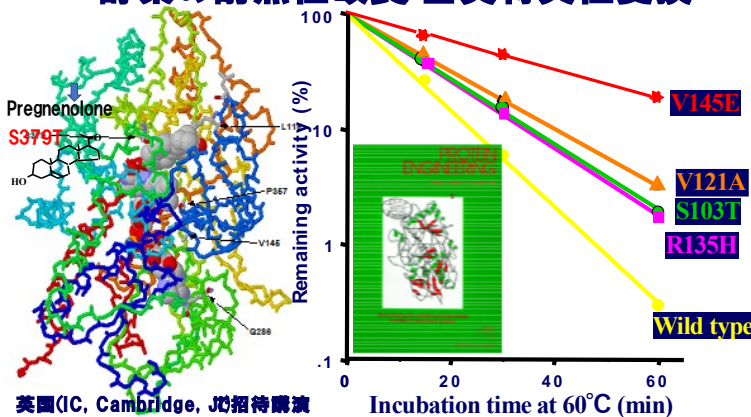 Pregnenolone
S379T
HO
O
L11
P357
V145
Q286
英国(IC, Cambridge, JC)招待講演
Remaining activity (%)
100
10
1
.1
0
20
40
60
Incubation time at 60°C (min)
V145E
V121A
S103T
R135H
Wild type
PROTEIN
ENGINEERING